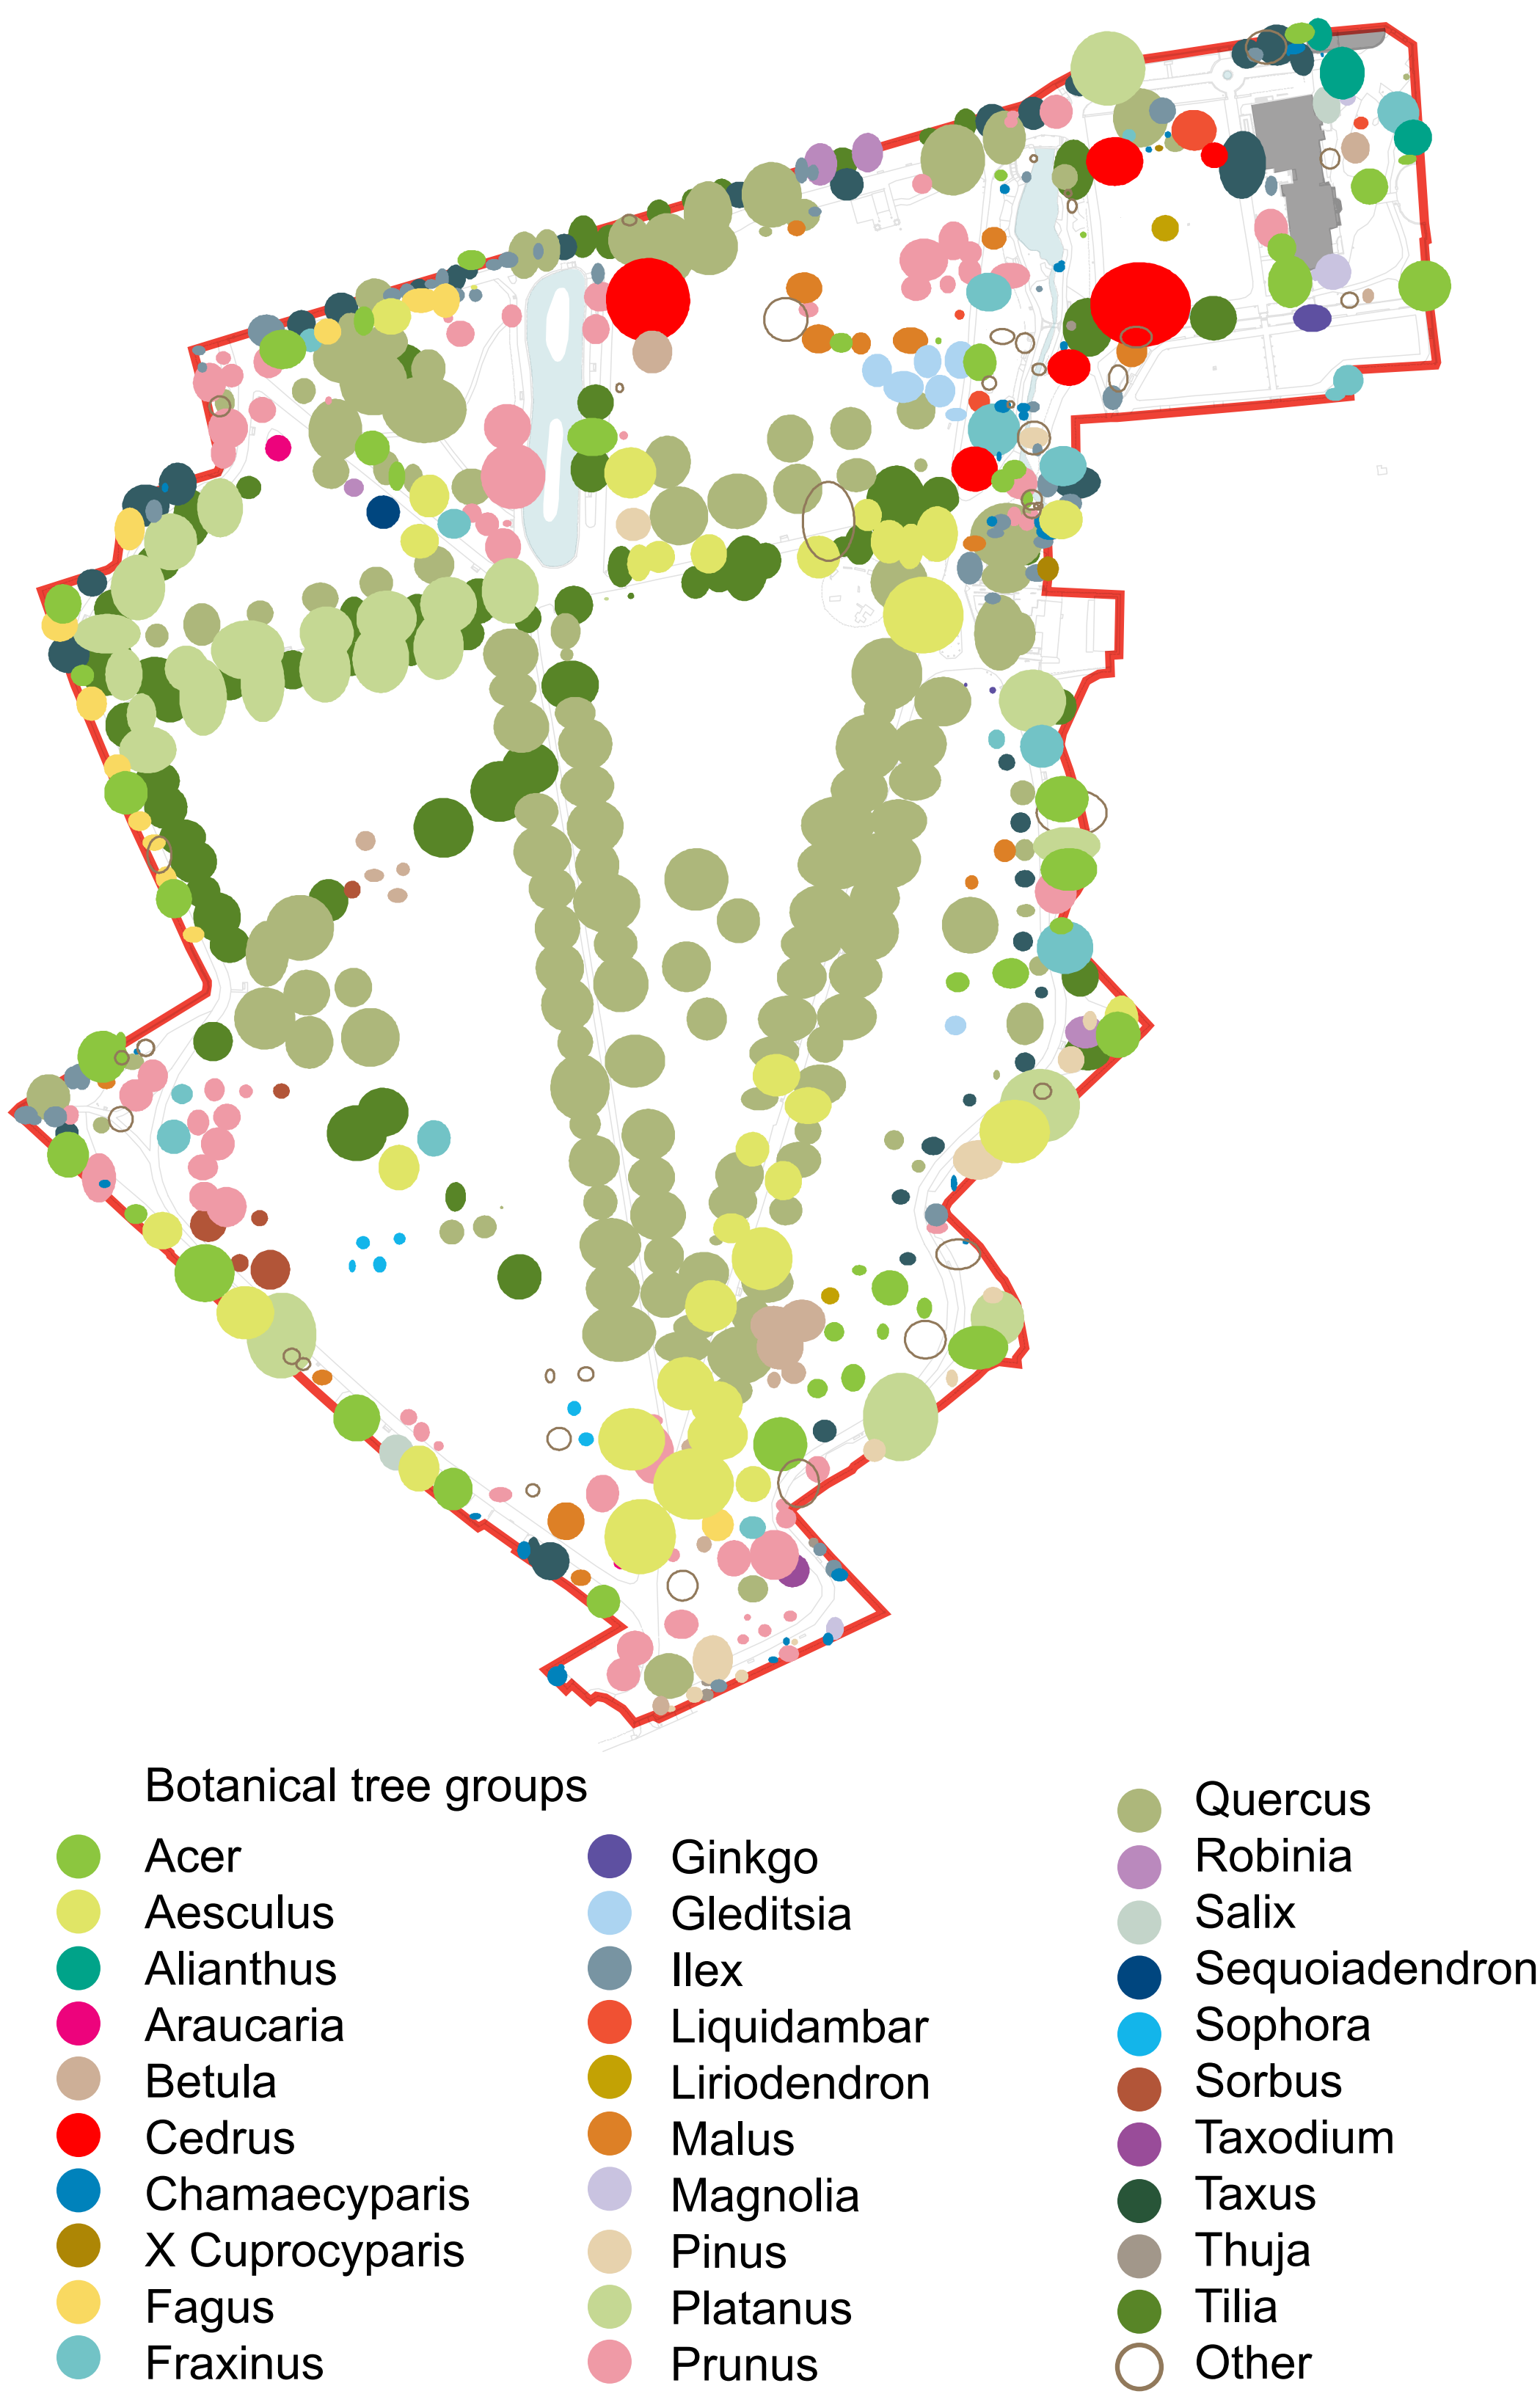 Botanical tree groups
Acer
Aesculus
Alianthus
Araucaria
Betula
Cedrus
Chamaecyparis
X Cuprocyparis
Fagus
Fraxinus
Ginkgo
Gleditsia
Ilex
Liquidambar
Liriodendron
Malus
Magnolia
Pinus
Platanus
Prunus
Quercus
Robinia
Salix
Sequoiadendron
Sophora
Sorbus
Taxodium
Taxus
Thuja
Tilia
Other